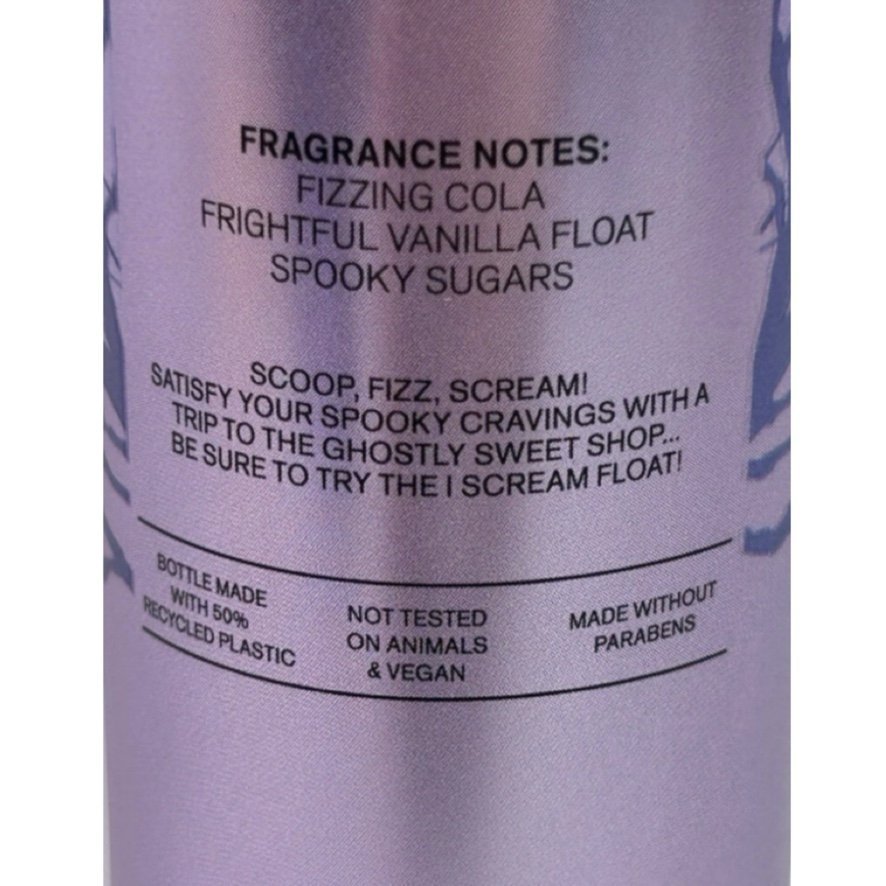 FRAGRANCE NOTES:
FIZZING COLA
FRIGHTFUL VANILLA FLOAT
SPOOKY SUGARS
SCOOP, FIZZ, SCREAM!
SATISFY YOUR SPOOKY CRAVINGS WITH A
TRIP TO THE GHOSTLY SWEET SHOP...
BE SURE TO TRY THE I SCREAM FLOAT!
BOTTLE MADE
WITH 50%
RECYCLED PLASTIC
NOT TESTED
ON ANIMALS
& VEGAN
MADE WITHOUT
PARABENS